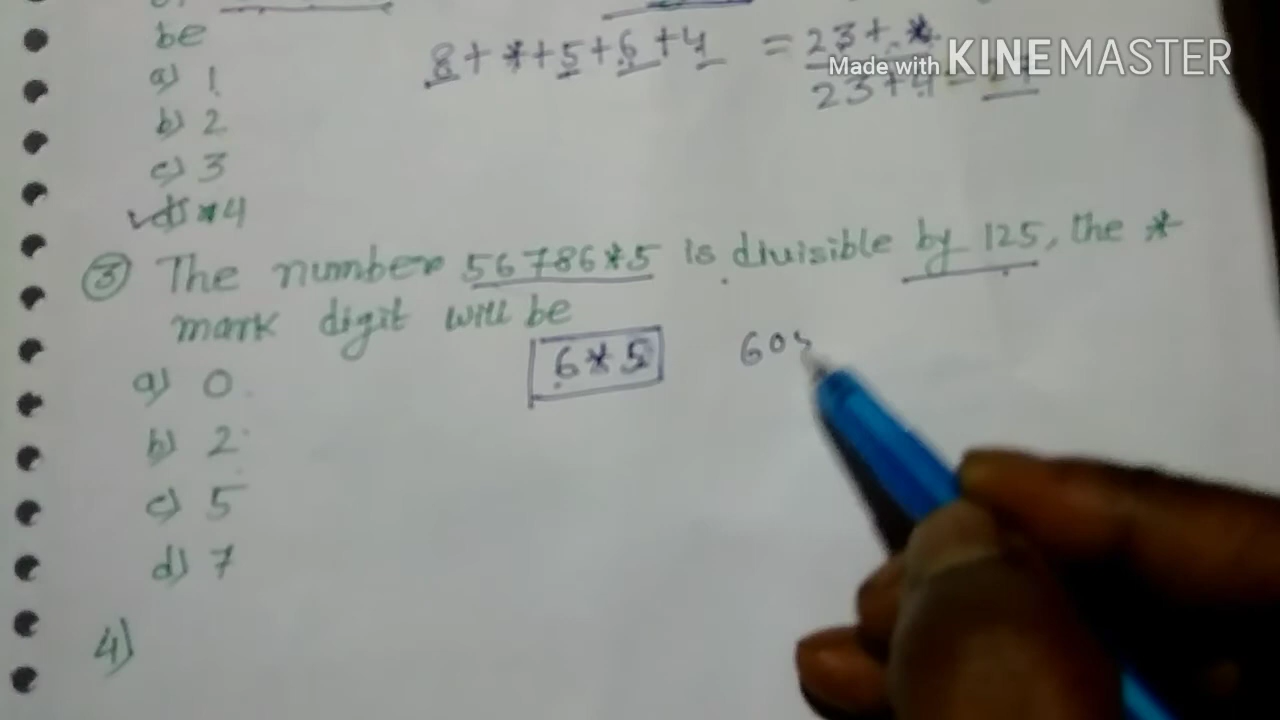 be
8+*+5+6+4 = 23+*
Made with KINEMASTER
a) 1
23+4=
b) 2
c) 3
d) 4
③ The number 56786*5 is divisible by 125, the *
mark digit will be
6*5 60
a) 0
b) 2
c) 5
d) 7
4)